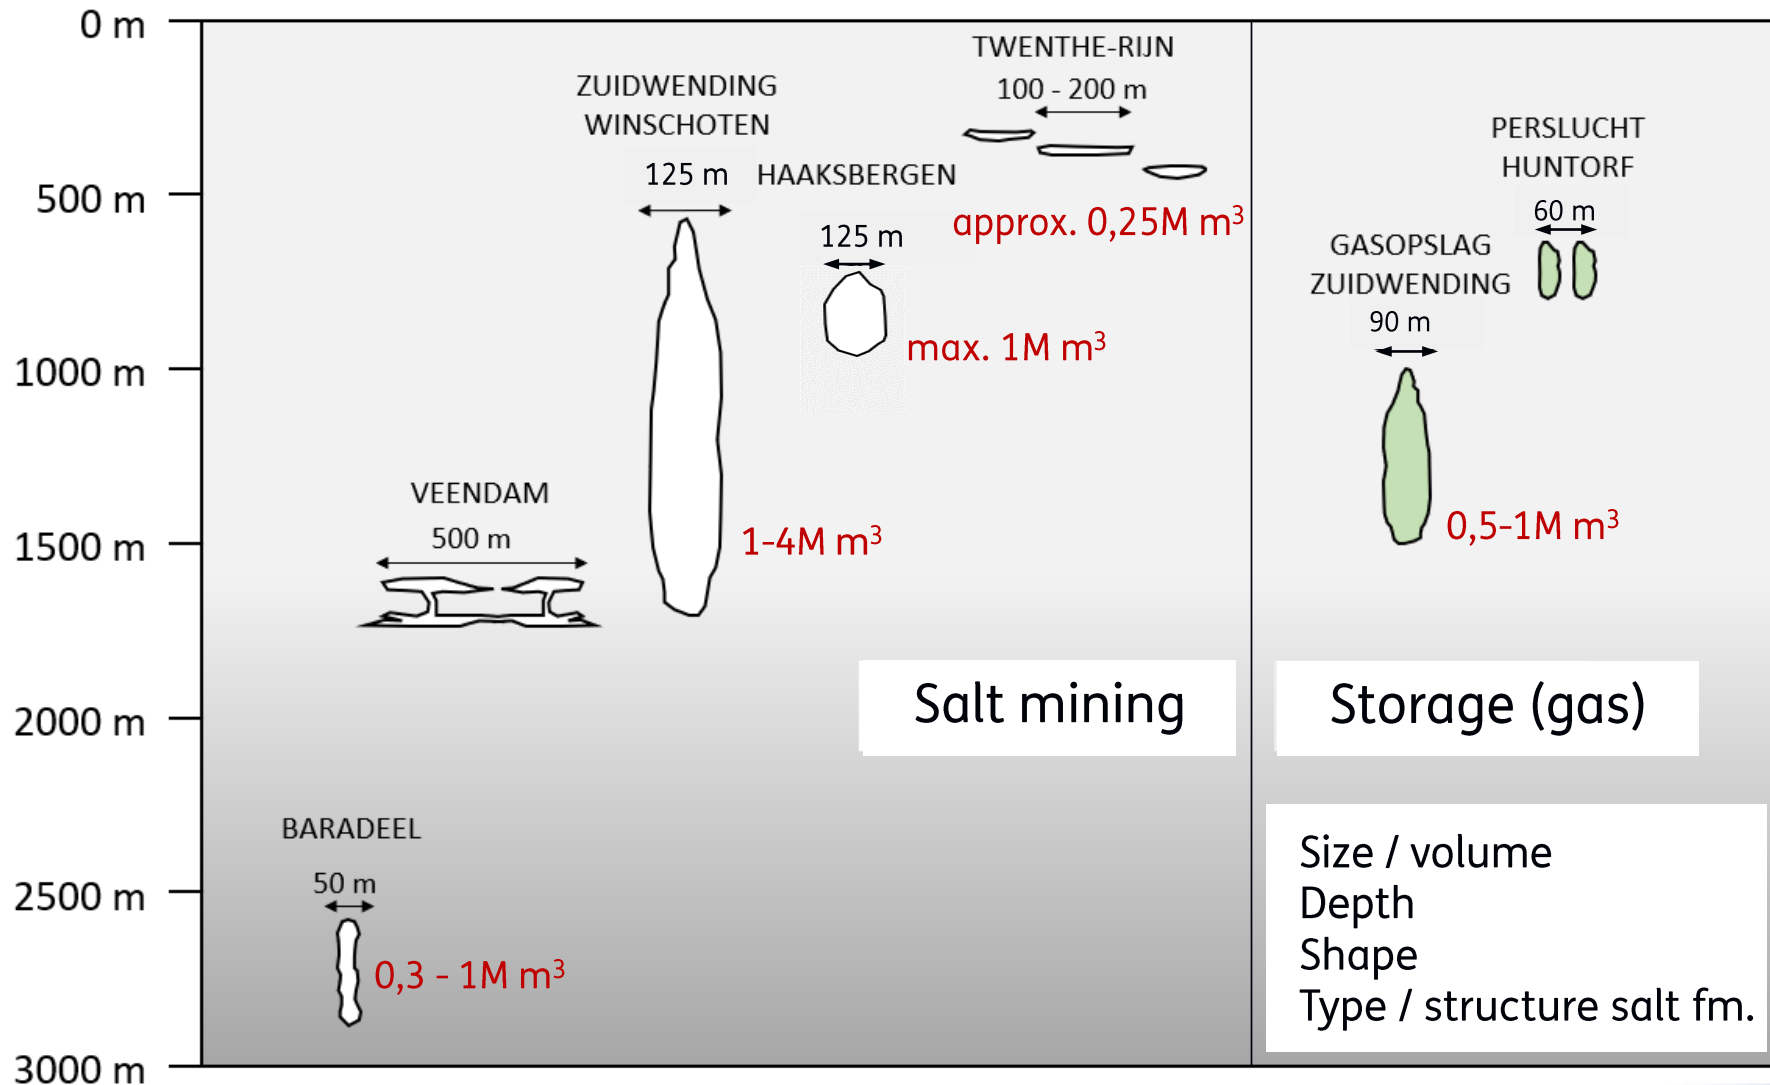 0 m
500 m
1000 m
1500 m
2000 m
2500 m
3000 m
TWENTHE-RIJN
100 - 200 m
approx. 0,25M m³
ZUIDWENDING
WINSCHOTEN
125 m
1-4M m³
HAAKSBERGEN
125 m
max. 1M m³
VEENDAM
500 m
BARADEEL
50 m
0,3 - 1M m³
Salt mining
PERSLUCHT
HUNTORF
60 m
GASOPSLAG
ZUIDWENDING
90 m
0,5-1M m³
Storage (gas)
Size / volume
Depth
Shape
Type / structure salt fm.